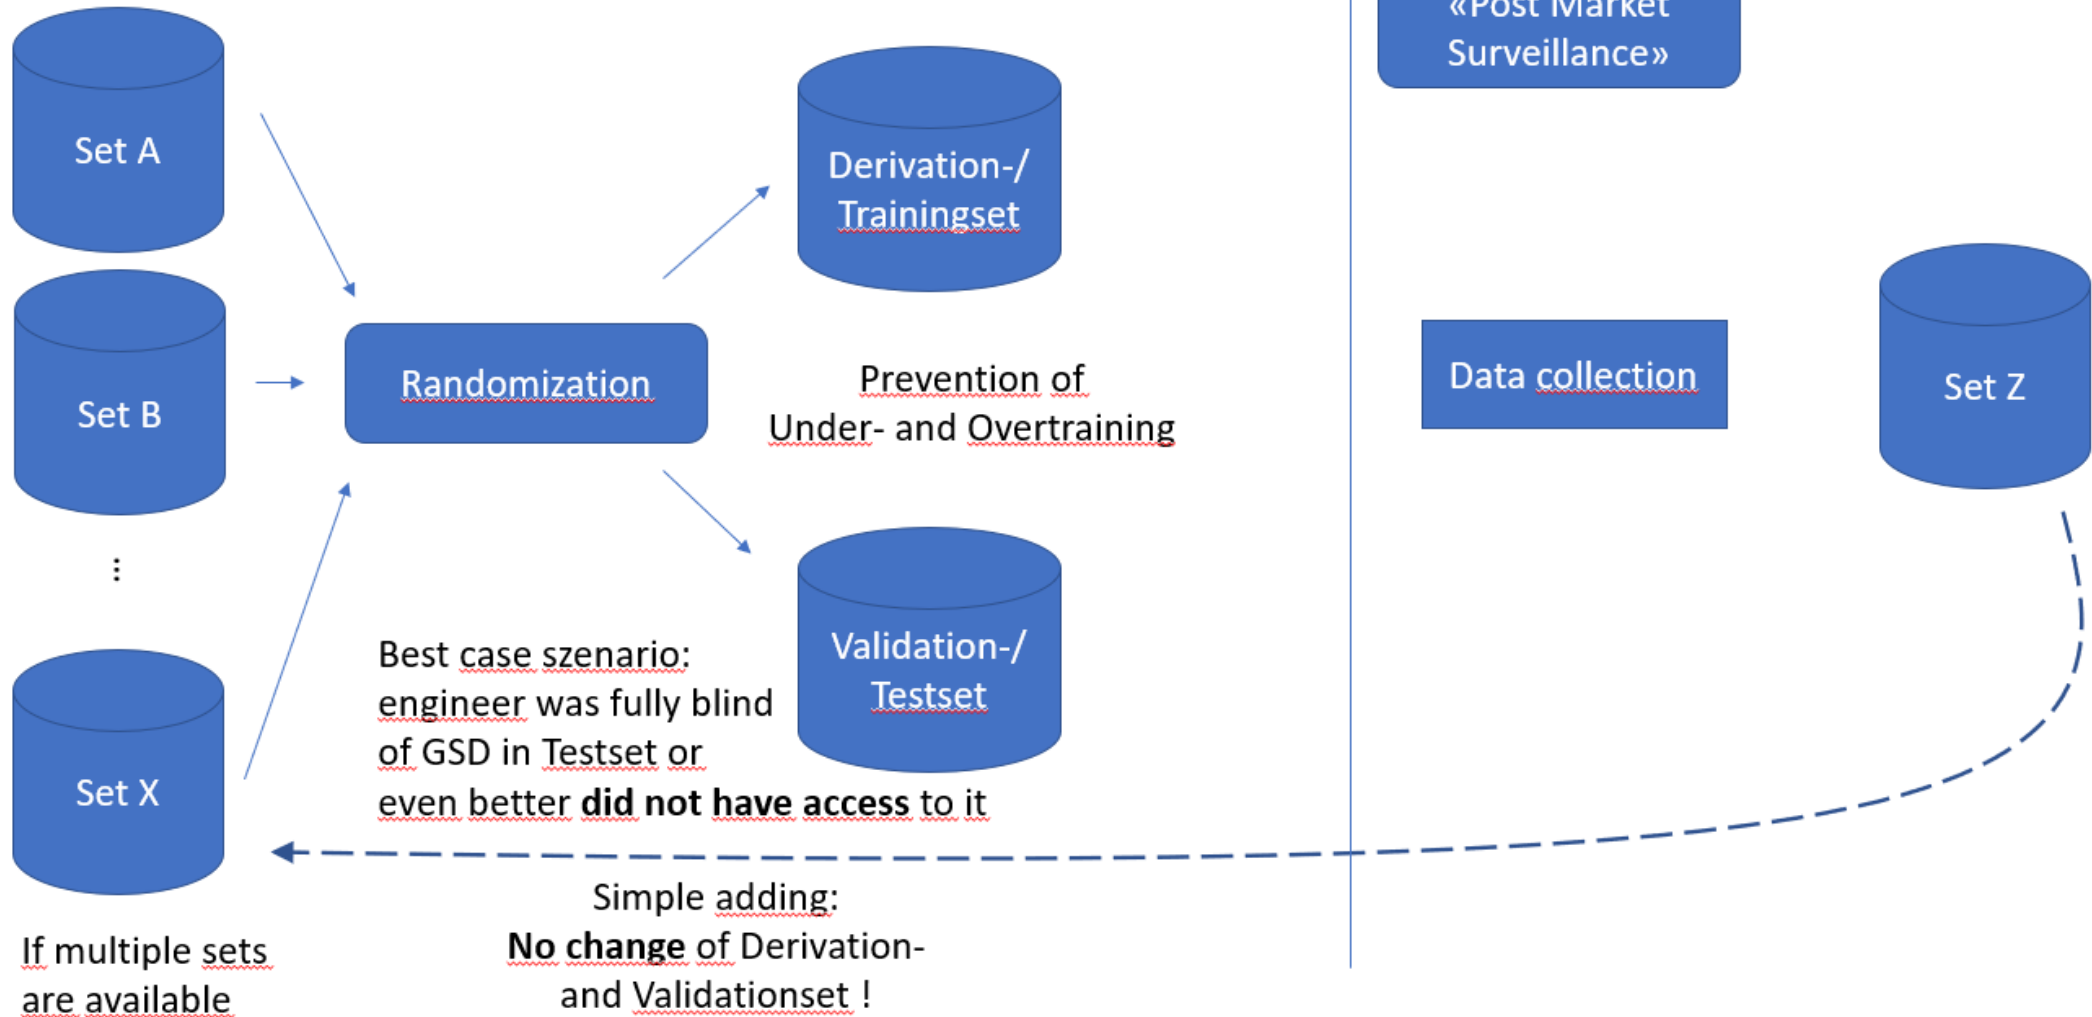 «Post Market
Surveillance»
Set A
Derivation-/
Trainingset
Set B
Randomization
Prevention of
Under- and Overtraining
Data collection
Set Z
...
Best case szenario:
engineer was fully blind
of GSD in Testset or
even better did not have access to it
Validation-/
Testset
Set X
Simple adding:
No change of Derivation-
and Validationset !
If multiple sets
are available